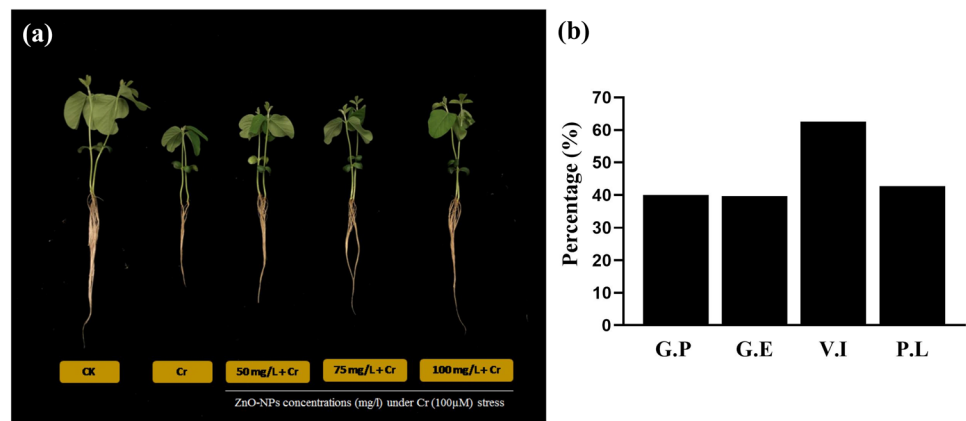 (a)
CK
Cr
50 mg/L + Cr
75 mg/L + Cr
100 mg/L + Cr
ZnO-NPs concentrations (mg/l) under Cr (100μM) stress
(b)
Percentage (%)
70
60
50
40
30
20
10
0
G.P
G.E
V.I
P.L